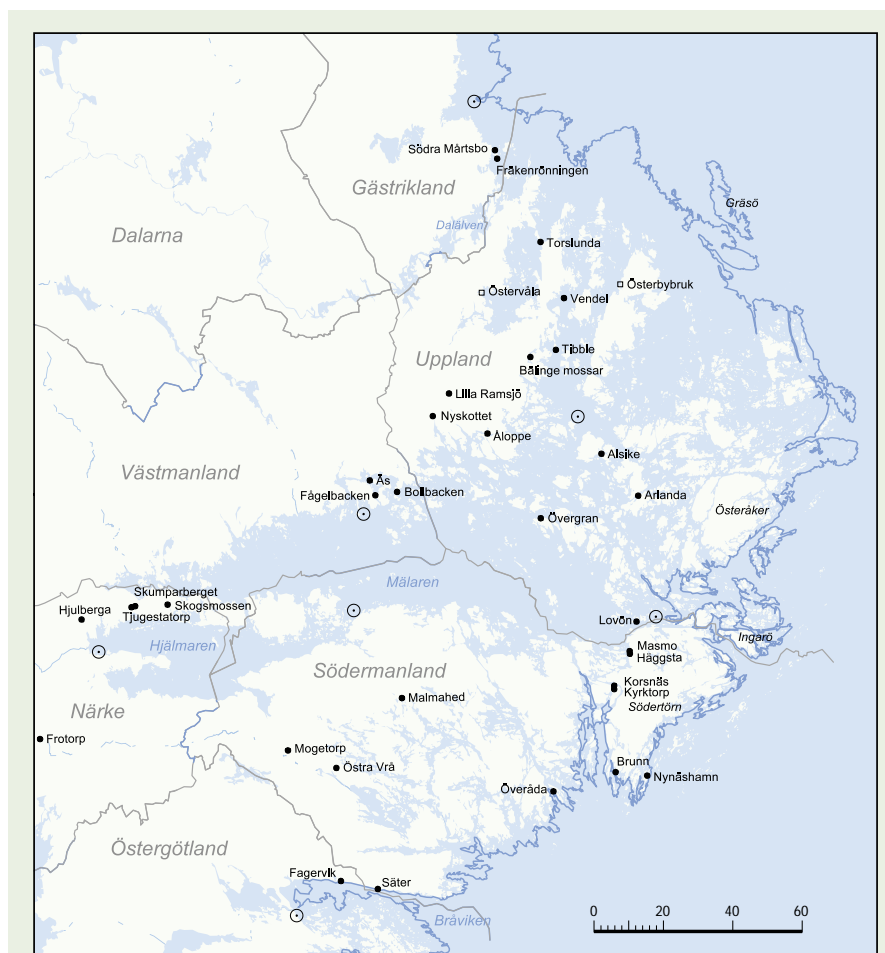 Södra Mårtsbo
Fräkenrönningen
Gästrikland
Gräsö
Dalälven
Dalarna
Torslunda
Österbybruk
Östervåla
Vendel
Tibble
Uppland
Bälinge mossar
Lilla Ramsjö
Nyskottet
Åloppe
Alsike
Västmanland
Ås
Bollbacken
Fågelbacken
Arlanda
Österåker
Övergran
Mälaren
Skumparberget
Skogsmossen
Hjulberga
Tjugestatorp
Lovön
Hjälmaren
Ingarö
Masmo
Häggsta
Södermanland
Korsnäs
Kyrktorp
Malmahed
Södertörn
Närke
Frotorp
Mogetorp
Östra Vrå
Brunn
Nynäshamn
Överåda
Östergötland
Fagervik
Säter
Bråviken
0 20 40 60